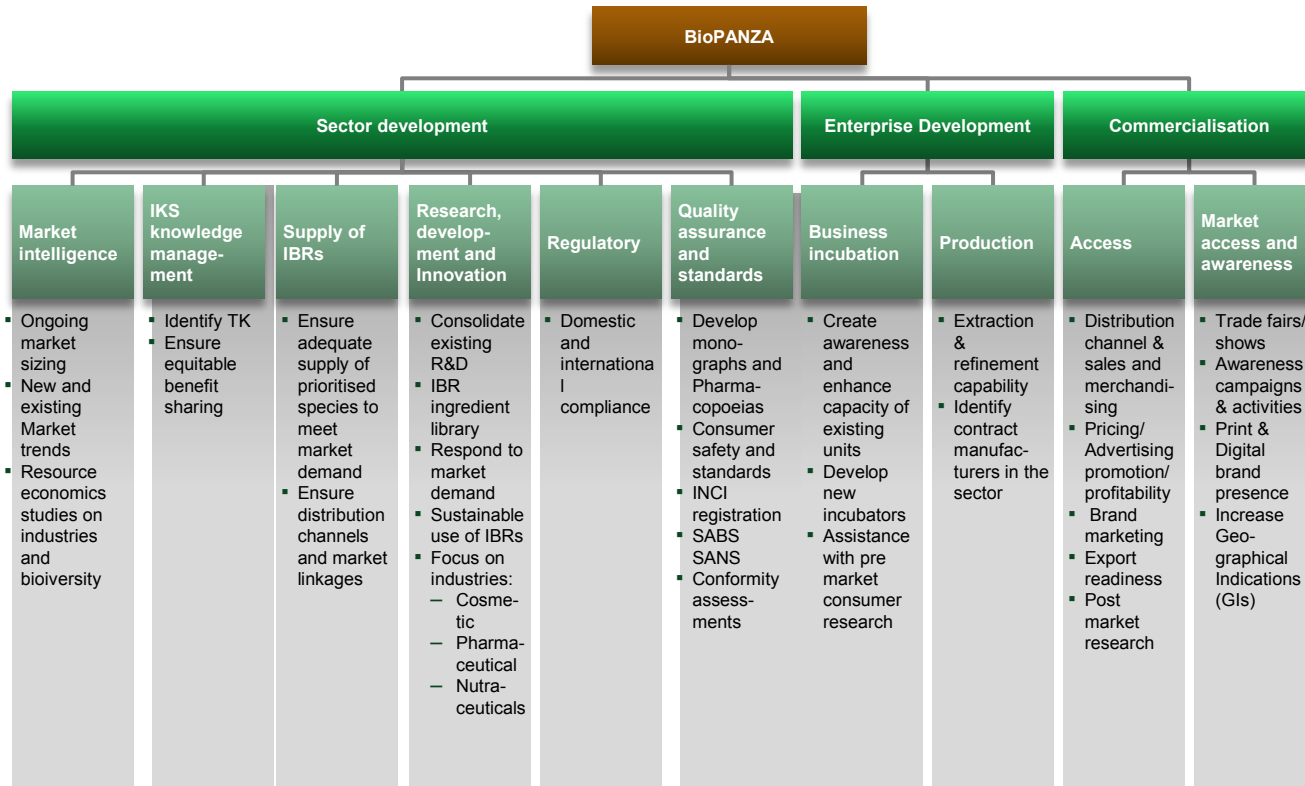 BioPANZA
Sector development
Enterprise Development
Commercialisation
Market
intelligence
IKS
knowledge
manage-
ment
Supply of
IBRs
Research,
develop-
ment and
Innovation
Regulatory
Quality
assurance
and
standards
Business
incubation
Production
Access
Market
access and
awareness
▪ Ongoing
market
sizing
▪ New and
existing
Market
trends
▪ Resource
economics
studies on
industries
and
bioiversity
▪ Identify TK
▪ Ensure
equitable
benefit
sharing
▪ Ensure
adequate
supply of
prioritised
species to
meet
market
demand
▪ Ensure
distribution
channels
and market
linkages
▪ Consolidate
existing
R&D
▪ IBR
ingredient
library
▪ Respond to
market
demand
▪ Sustainable
use of IBRs
▪ Focus on
industries:
– Cosme-
tic
– Pharma-
ceutical
– Nutra-
ceuticals
▪ Domestic
and
internationa
l
compliance
▪ Develop
mono-
graphs and
Pharma-
copoeias
▪ Consumer
safety and
standards
▪ INCI
registration
▪ SABS
SANS
▪ Conformity
assess-
ments
▪ Create
awareness
and
enhance
capacity of
existing
units
▪ Develop
new
incubators
▪ Assistance
with pre
market
consumer
research
▪ Extraction
&
refinement
capability
▪ Identify
contract
manufac-
turers in the
sector
▪ Distribution
channel &
sales and
merchandi-
sing
▪ Pricing/
Advertising
promotion/
profitability
▪ Brand
marketing
▪ Export
readiness
▪ Post
market
research
▪ Trade fairs/
shows
▪ Awareness
campaigns
& activities
▪ Print &
Digital
brand
presence
▪ Increase
Geo-
graphical
Indications
(GIs)